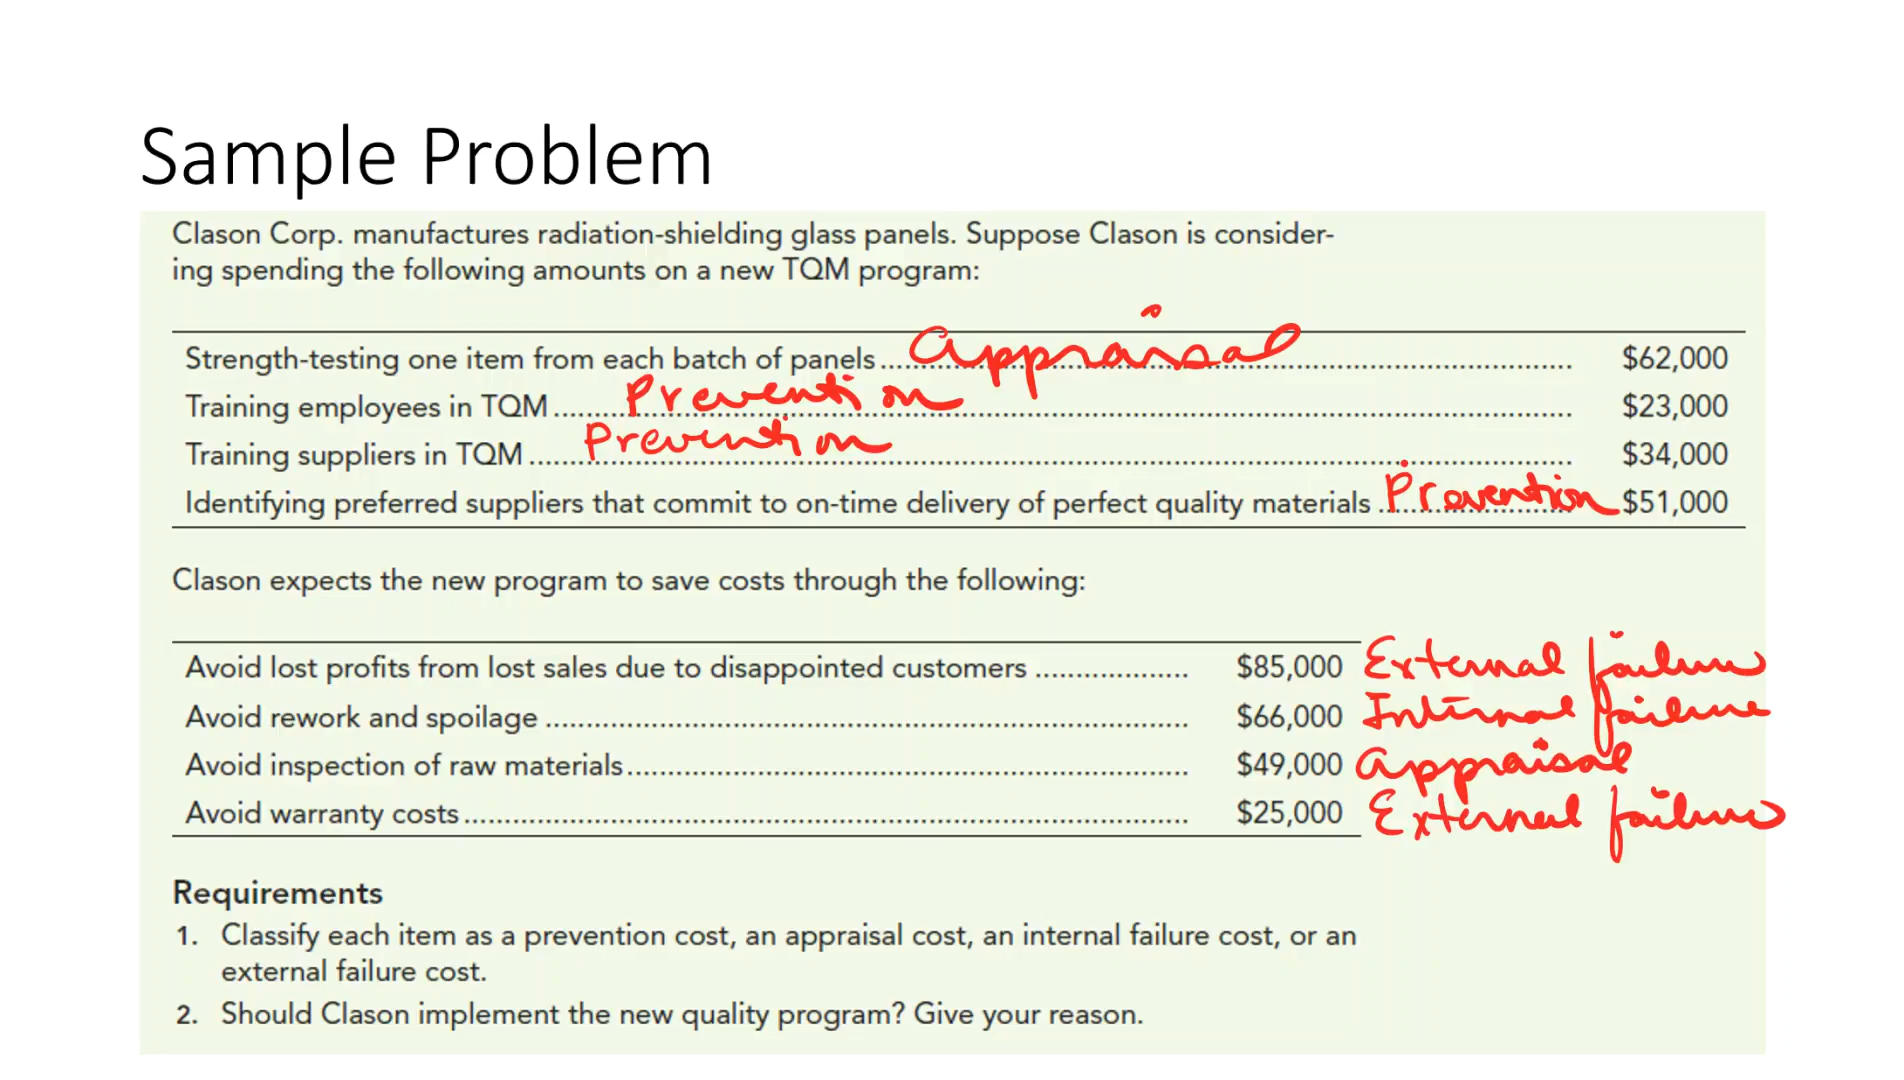 Sample Problem
Clason Corp. manufactures radiation-shielding glass panels. Suppose Clason is consider-
ing spending the following amounts on a new TQM program:
Strength-testing one item from each batch of panels appraisal $62,000
Training employees in TQM Prevention $23,000
Training suppliers in TQM Prevention $34,000
Identifying preferred suppliers that commit to on-time delivery of perfect quality materials Prevention $51,000
Clason expects the new program to save costs through the following:
Avoid lost profits from lost sales due to disappointed customers $85,000 External failure
Avoid rework and spoilage $66,000 Internal failure
Avoid inspection of raw materials $49,000 appraisal
Avoid warranty costs $25,000 External failure
Requirements
1. Classify each item as a prevention cost, an appraisal cost, an internal failure cost, or an
external failure cost.
2. Should Clason implement the new quality program? Give your reason.